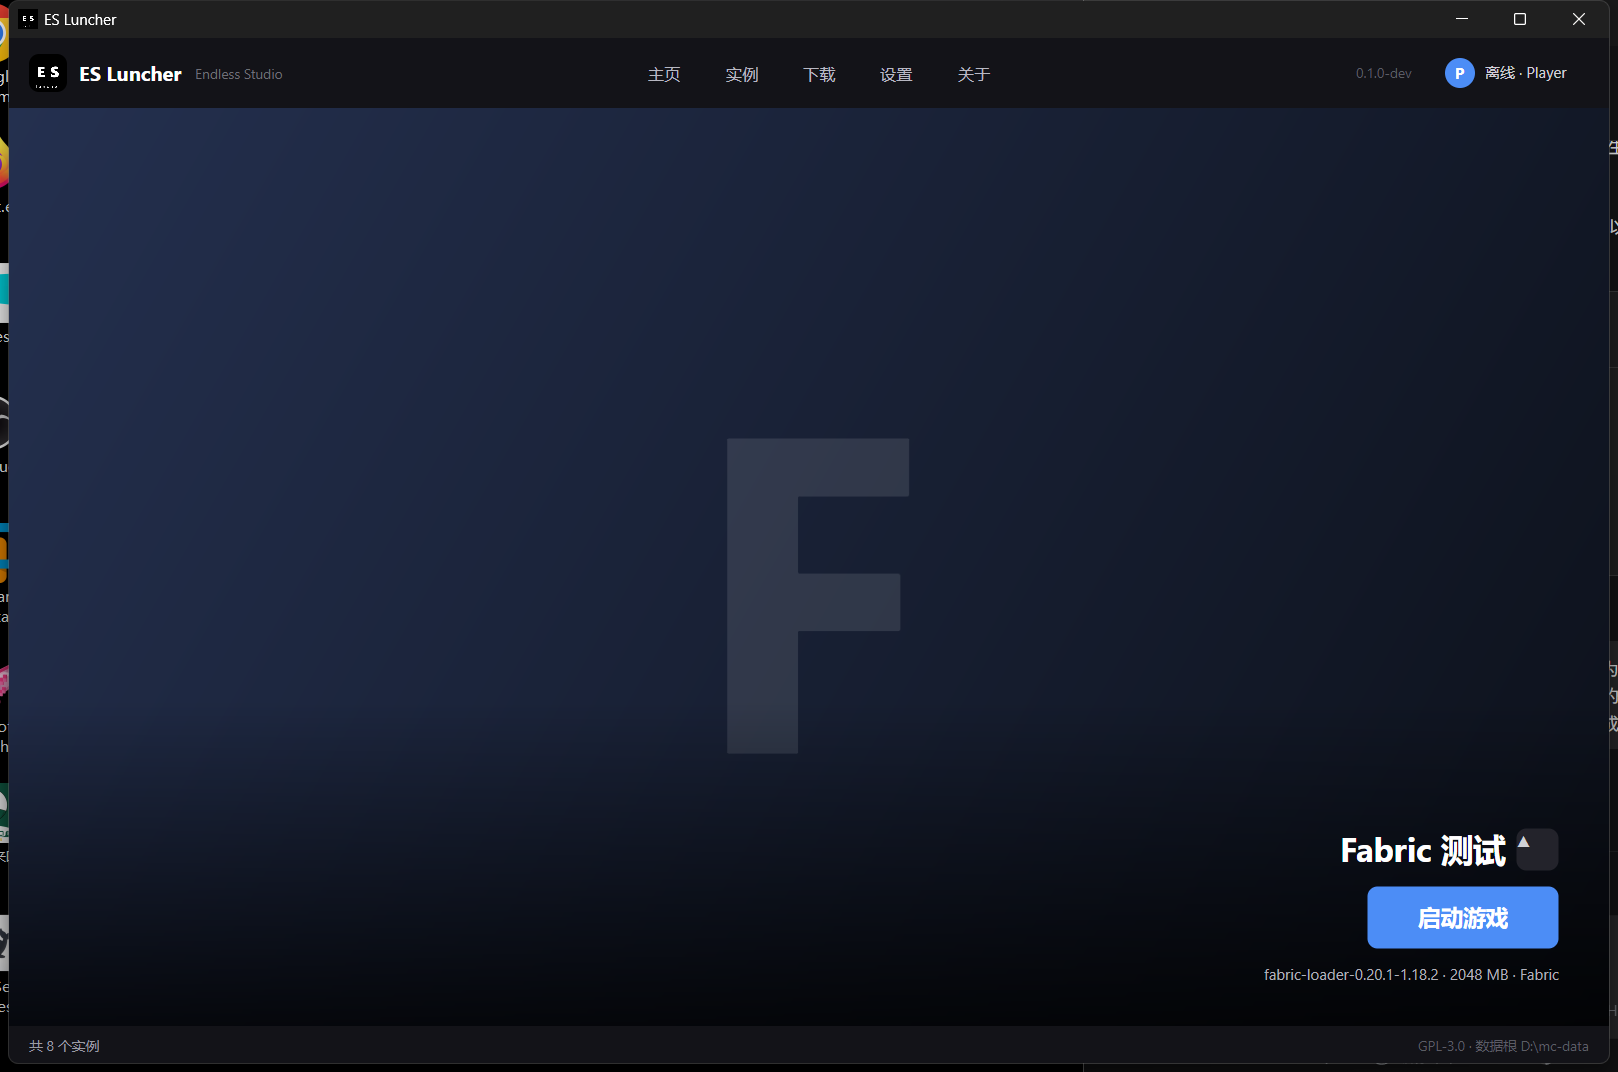 ES Luncher
ES ES Luncher Endless Studio 主页 实例 下载 设置 关于 0.1.0-dev P 离线 · Player
F
Fabric 测试
启动游戏
fabric-loader-0.20.1-1.18.2 · 2048 MB · Fabric
共 8 个实例 GPL-3.0 · 数据根 D:\mc-data